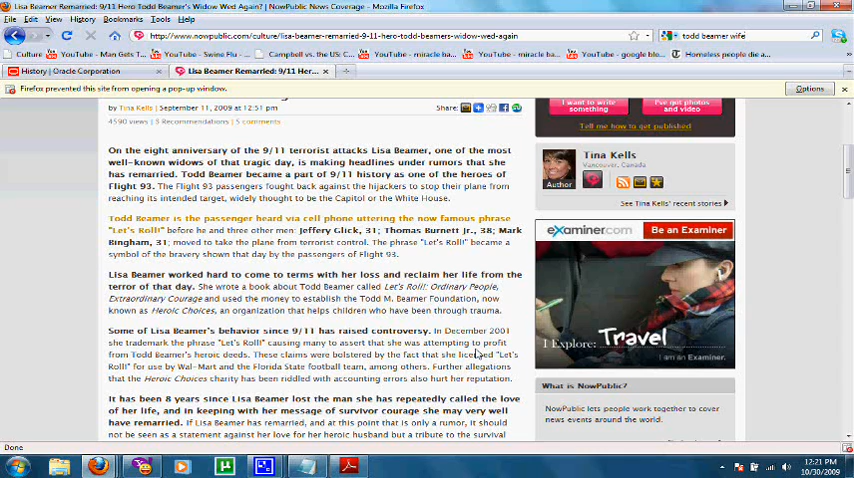 Lisa Beamer Remarried: 9/11 Hero Todd Beamer's Widow Wed Again? | NowPublic News Coverage - Mozilla Firefox
File Edit View History Bookmarks Tools Help
http://www.nowpublic.com/culture/lisa-beamer-remarried-9-11-hero-todd-beamers-widow-wed-again
todd beamer wife
Culture YouTube - Man Gets T... YouTube - Swine Flu - ... Campbell vs. the Count... YouTube - miracle ba... YouTube - miracle ba... YouTube - google blo... Homeless people die a...
History | Oracle Corporation
Lisa Beamer Remarried: 9/11 Her...
Firefox prevented this site from opening a pop-up window.
Options
by Tina Kells | September 11, 2009 at 12:51 pm
Share:
4590 views | 3 Recommendations | 5 comments
On the eight anniversary of the 9/11 terrorist attacks Lisa Beamer, one of the most
well-known widows of that tragic day, is making headlines under rumors that she
has remarried. Todd Beamer became a part of 9/11 history as one of the heroes of
Flight 93. The Flight 93 passengers fought back against the hijackers to stop their plane from
reaching its intended target, widely thought to be the Capitol or the White House.
Todd Beamer is the passenger heard via cell phone uttering the now famous phrase
"Let's Roll!" before he and three other men: Jeffery Glick, 31; Thomas Burnett Jr., 38; Mark
Bingham, 31; moved to take the plane from terrorist control. The phrase "Let's Roll!" became a
symbol of the bravery shown that day by the passengers of Flight 93.
Lisa Beamer worked hard to come to terms with her loss and reclaim her life from the
terror of that day. She wrote a book about Todd Beamer called Let's Roll!: Ordinary People,
Extraordinary Courage and used the money to establish the Todd M. Beamer Foundation, now
known as Heroic Choices, an organization that helps children who have been through trauma.
Some of Lisa Beamer's behavior since 9/11 has raised controversy. In December 2001
she trademark the phrase "Let's Roll!" causing many to assert that she was attempting to profit
from Todd Beamer's heroic deeds. These claims were bolstered by the fact that she licensed "Let's
Roll!" for use by Wal-Mart and the Florida State football team, among others. Further allegations
that the Heroic Choices charity has been riddled with accounting errors also hurt her reputation.
It has been 8 years since Lisa Beamer lost the man she has repeatedly called the love
of her life, and in keeping with her message of survivor courage she may very well
have remarried. If Lisa Beamer has remarried, and at this point that is only a rumor, it should
not be seen as a statement against her love for her heroic husband but a tribute to the survival
I want to write something
I've got photos and video
Tell me how to get published
Tina Kells
Vancouver, Canada
Author
See Tina Kells' recent stories
examiner.com
Be an Examiner
I Explore: Travel
I am an Examiner.
What is NowPublic?
NowPublic lets people work together to cover
news events around the world.
Done
12:21 PM
10/30/2009